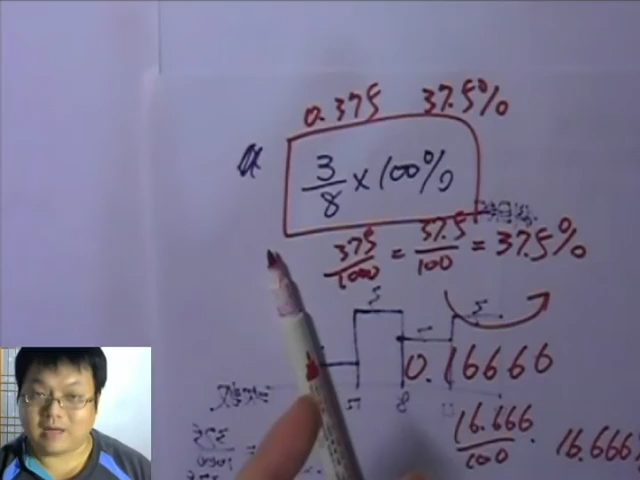 0.375 37.5%
3/8 × 100%
375/1000 = 37.5/100 = 37.5%
0.16666
16.666/100 . 16.666%